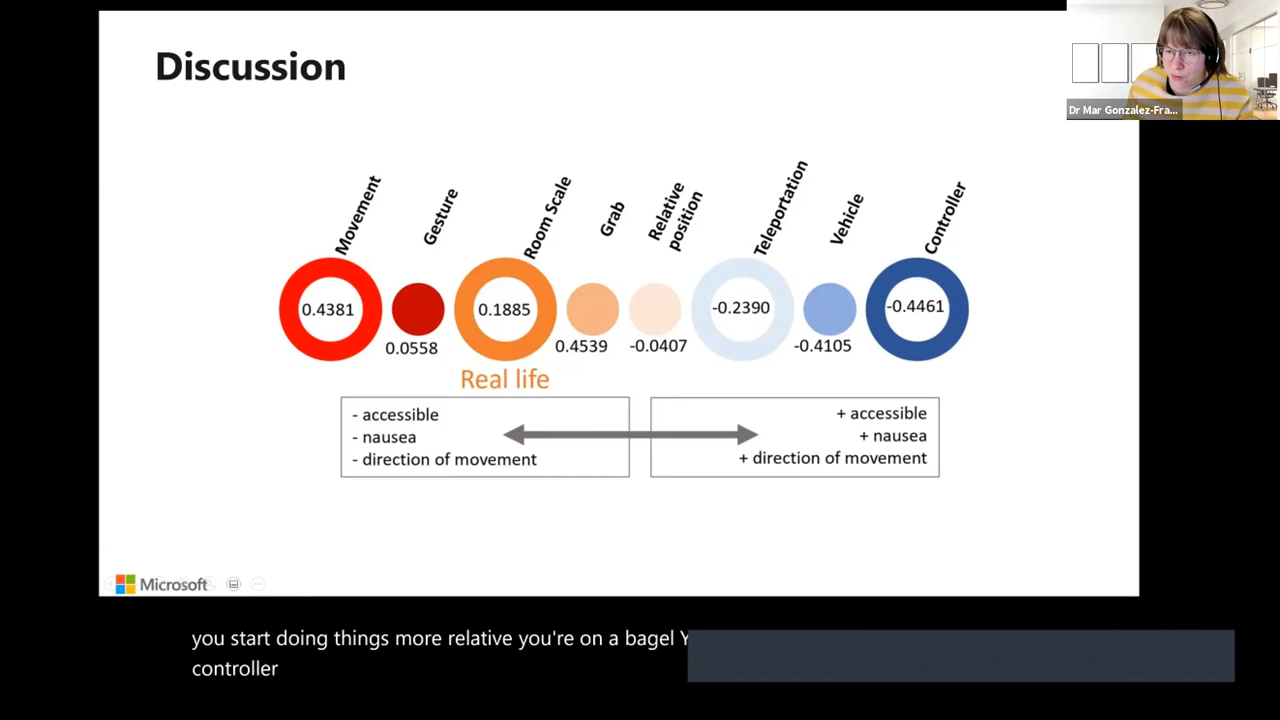 Discussion
Dr Mar Gonzalez-Fra...
Movement
Gesture
Room Scale
Grab
Relative
position
Teleportation
Vehicle
Controller
0.4381
0.0558
0.1885
0.4539
-0.0407
-0.2390
-0.4105
-0.4461
Real life
- accessible
- nausea
- direction of movement
+ accessible
+ nausea
+ direction of movement
Microsoft
you start doing things more relative you're on a bagel Y
controller